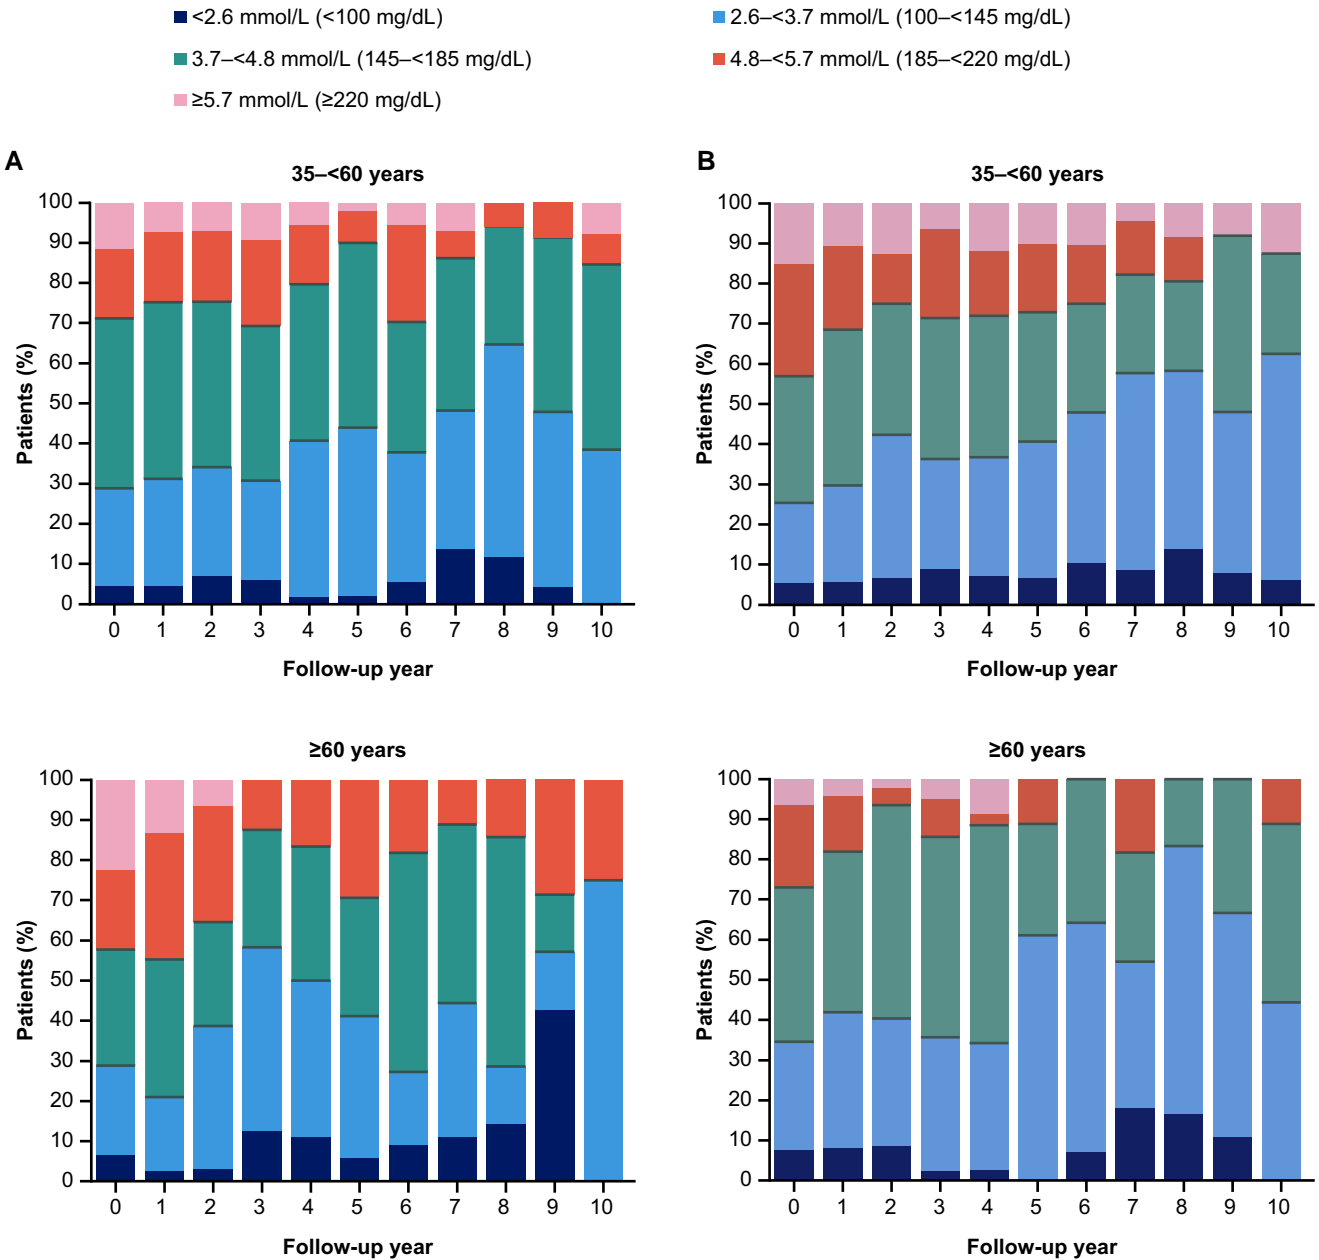 <2.6 mmol/L (<100 mg/dL)
2.6–<3.7 mmol/L (100–<145 mg/dL)
3.7–<4.8 mmol/L (145–<185 mg/dL)
4.8–<5.7 mmol/L (185–<220 mg/dL)
≥5.7 mmol/L (≥220 mg/dL)
A
35–<60 years
Patients (%)
100
90
80
70
60
50
40
30
20
10
0
0 1 2 3 4 5 6 7 8 9 10
Follow-up year
B
35–<60 years
Patients (%)
100
90
80
70
60
50
40
30
20
10
0
0 1 2 3 4 5 6 7 8 9 10
Follow-up year
≥60 years
Patients (%)
100
90
80
70
60
50
40
30
20
10
0
0 1 2 3 4 5 6 7 8 9 10
Follow-up year
≥60 years
Patients (%)
100
90
80
70
60
50
40
30
20
10
0
0 1 2 3 4 5 6 7 8 9 10
Follow-up year